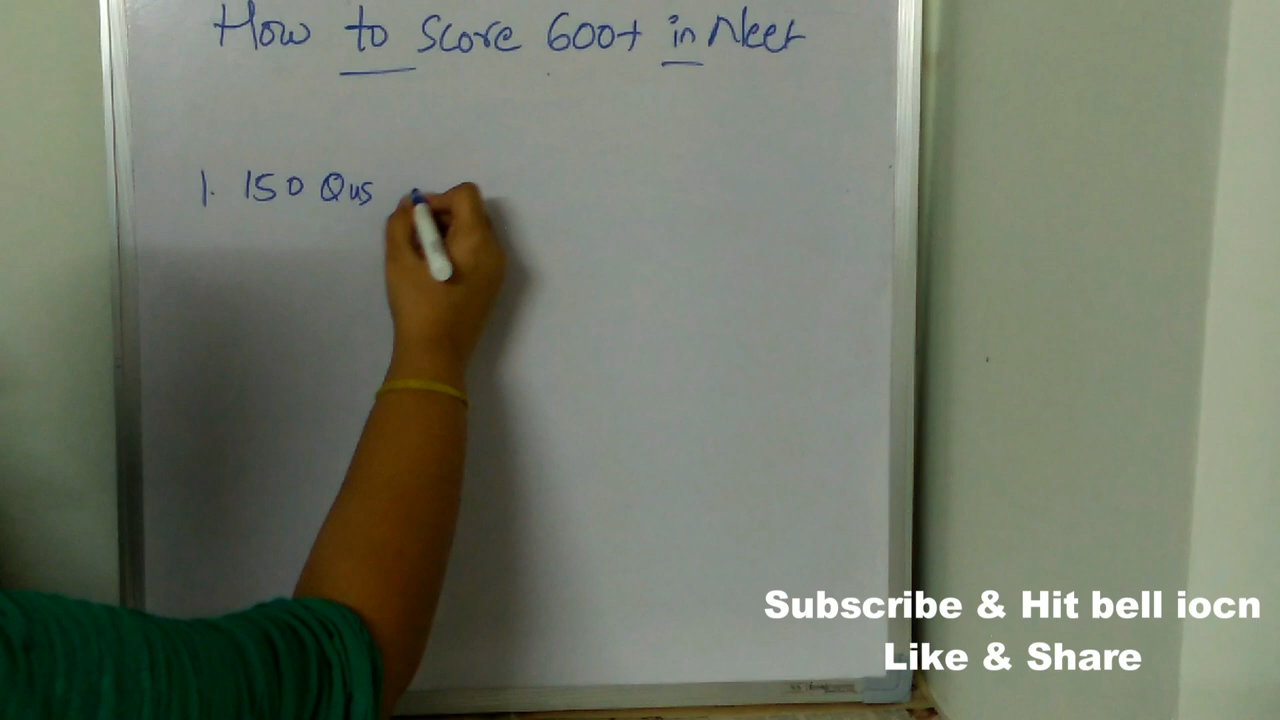 How to Score 600+ in Neet
1. 150 Qus
Subscribe & Hit bell iocn
Like & Share